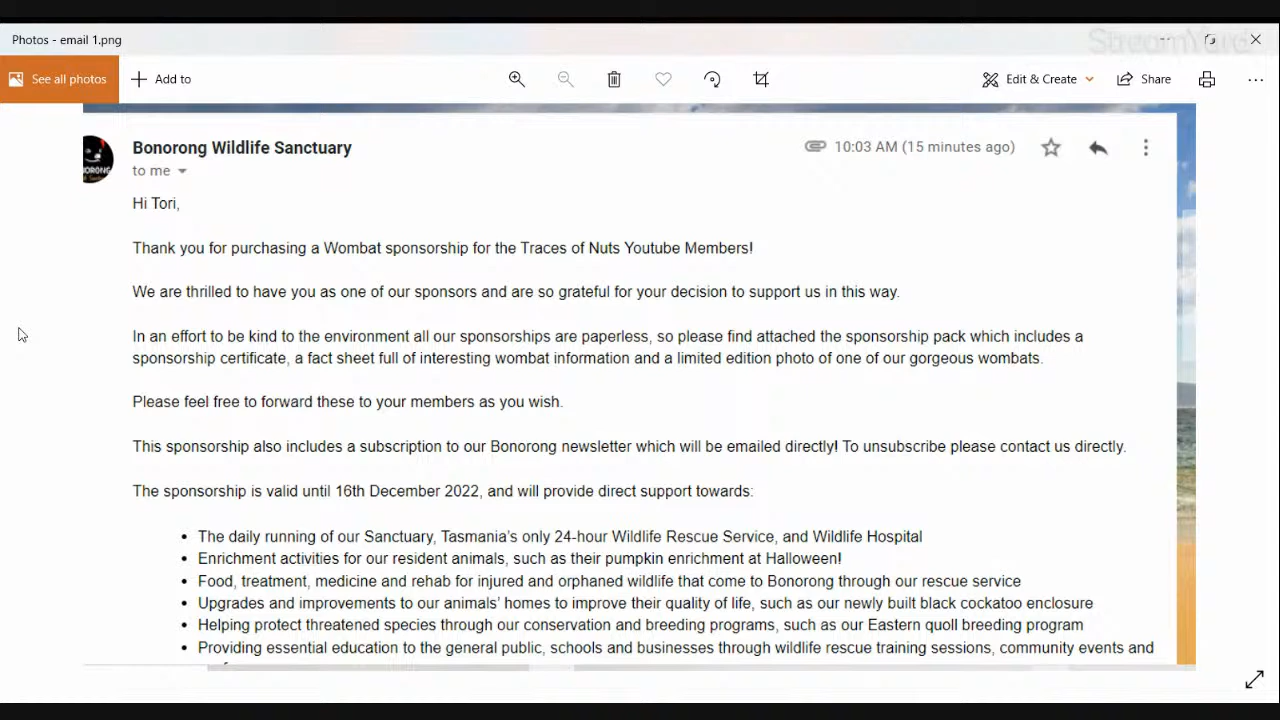 Photos - email 1.png
StreamYard
See all photos
Add to
Edit & Create
Share
Bonorong Wildlife Sanctuary
10:03 AM (15 minutes ago)
to me
Hi Tori,
Thank you for purchasing a Wombat sponsorship for the Traces of Nuts Youtube Members!
We are thrilled to have you as one of our sponsors and are so grateful for your decision to support us in this way.
In an effort to be kind to the environment all our sponsorships are paperless, so please find attached the sponsorship pack which includes a
sponsorship certificate, a fact sheet full of interesting wombat information and a limited edition photo of one of our gorgeous wombats.
Please feel free to forward these to your members as you wish.
This sponsorship also includes a subscription to our Bonorong newsletter which will be emailed directly! To unsubscribe please contact us directly.
The sponsorship is valid until 16th December 2022, and will provide direct support towards:
• The daily running of our Sanctuary, Tasmania's only 24-hour Wildlife Rescue Service, and Wildlife Hospital
• Enrichment activities for our resident animals, such as their pumpkin enrichment at Halloween!
• Food, treatment, medicine and rehab for injured and orphaned wildlife that come to Bonorong through our rescue service
• Upgrades and improvements to our animals' homes to improve their quality of life, such as our newly built black cockatoo enclosure
• Helping protect threatened species through our conservation and breeding programs, such as our Eastern quoll breeding program
• Providing essential education to the general public, schools and businesses through wildlife rescue training sessions, community events and